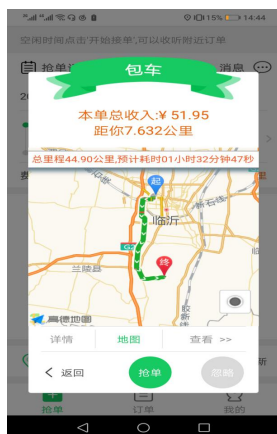 15% 14:44
空闲时间点击'开始接单',可以收听附近订单
抢单 消息
包车
本单总收入:¥ 51.95
距你7.632公里
总里程44.90公里,预计耗时01小时32分钟47秒
起
临沂
兰陵县
终
高德地图
详情 地图 查看 >>
< 返回 抢单 忽略
抢单 订单 我的